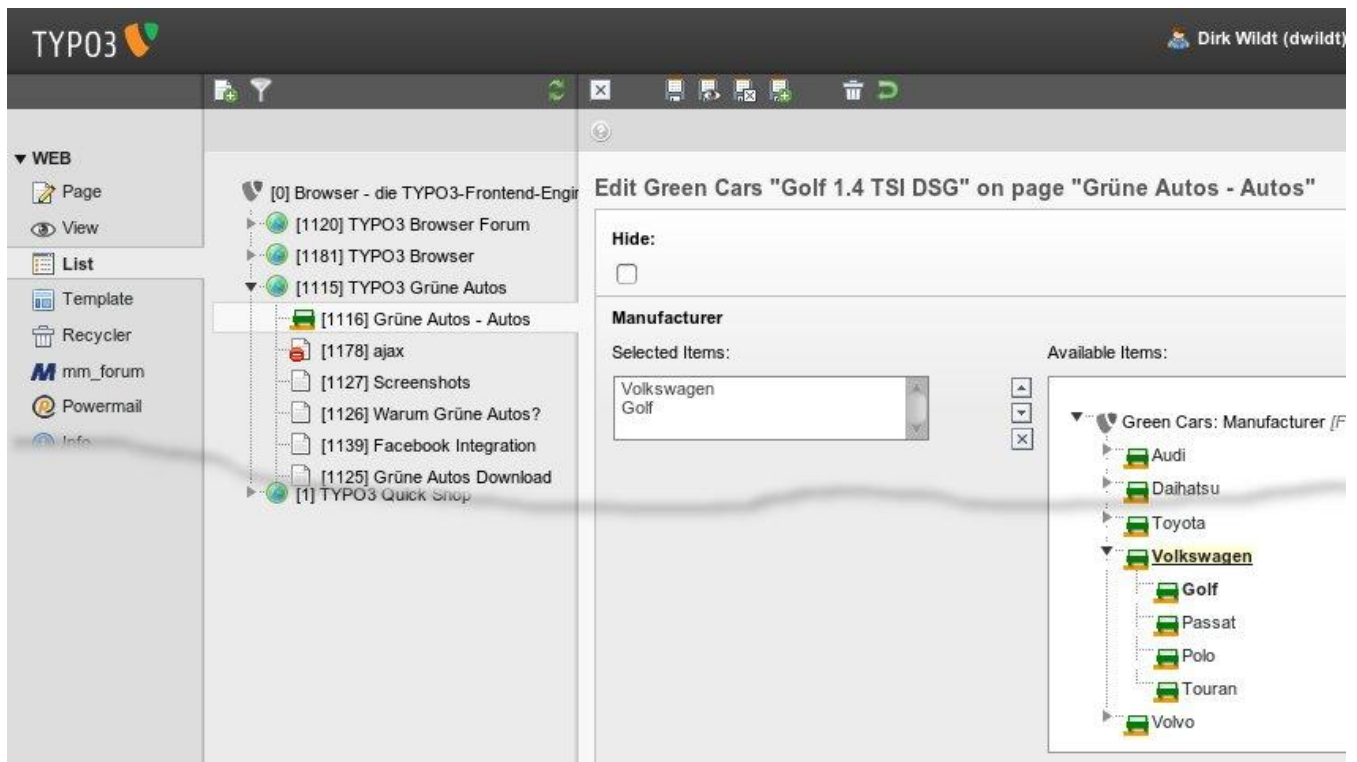 TYPO3
Dirk Wildt (dwildt)
WEB
Page
View
List
Template
Recycler
mm_forum
Powermail
Info
[0] Browser - die TYPO3-Frontend-Engin
[1120] TYPO3 Browser Forum
[1181] TYPO3 Browser
[1115] TYPO3 Grüne Autos
[1116] Grüne Autos - Autos
[1178] ajax
[1127] Screenshots
[1126] Warum Grüne Autos?
[1139] Facebook Integration
[1125] Grüne Autos Download
[1] TYPO3 Quick Shop
Edit Green Cars "Golf 1.4 TSI DSG" on page "Grüne Autos - Autos"
Hide:
Manufacturer
Selected Items:
Volkswagen
Golf
Available Items:
Green Cars: Manufacturer [F
Audi
Daihatsu
Toyota
Volkswagen
Golf
Passat
Polo
Touran
Volvo